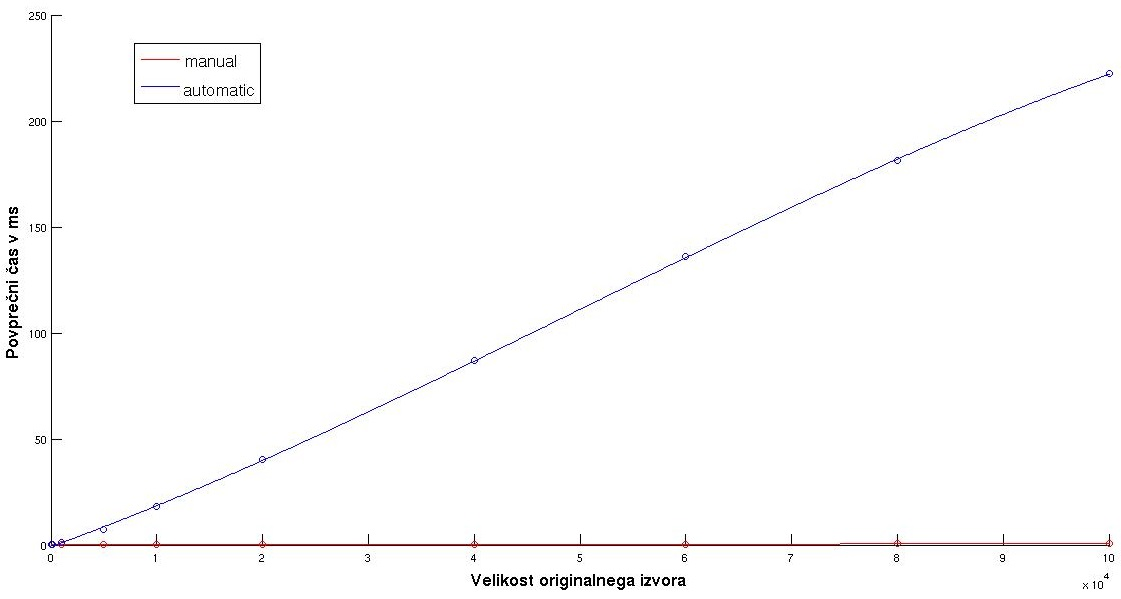 250
manual
automatic
200
150
100
50
0
Povprečni čas v ms
0 1 2 3 4 5 6 7 8 9 10
x 10^4
Velikost originalnega izvora